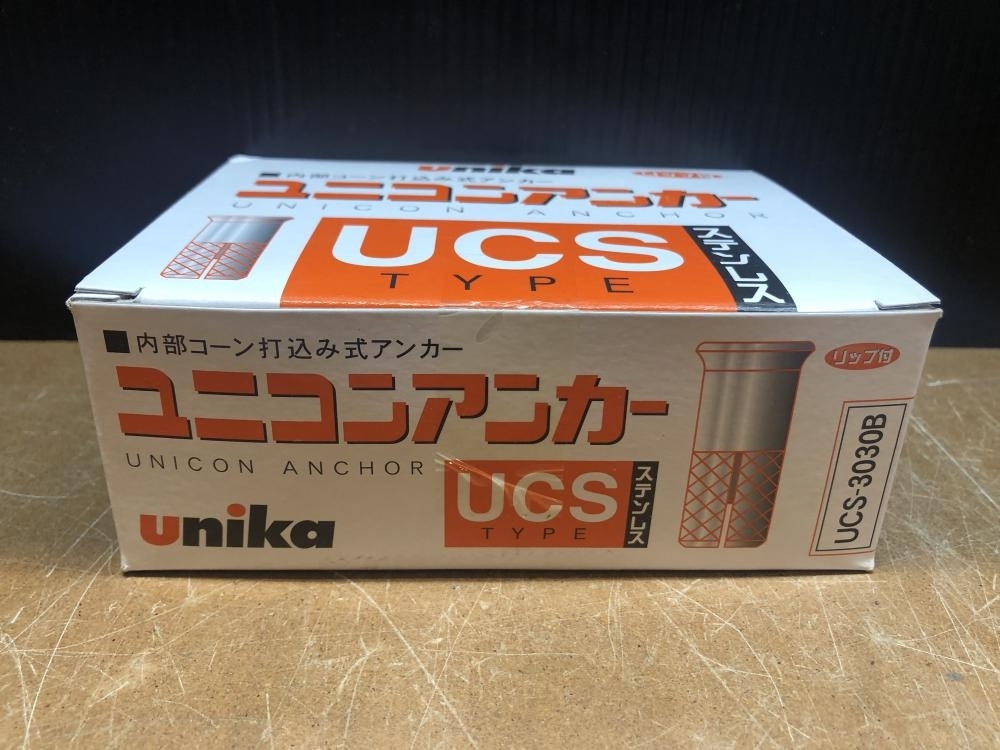 unika
■内部コーン打込み式アンカー
ユニコンアンカー
UNICON ANCHOR
UCS
TYPE
ステンレス
■内部コーン打込み式アンカー
ユニコンアンカー
UNICON ANCHOR
リップ付
UCS
TYPE
ステンレス
unika
UCS-3030B